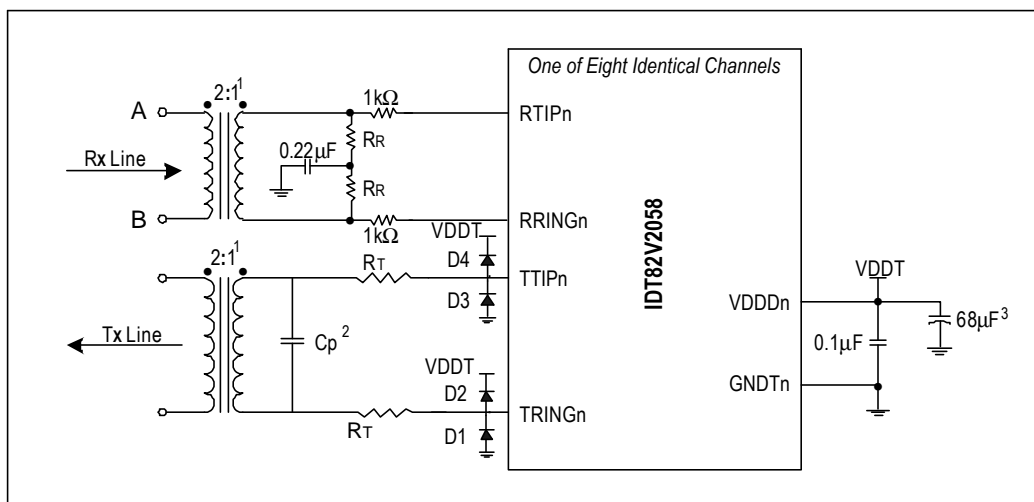 One of Eight Identical Channels
2:1¹
A
1kΩ
RTIPn
RR
0.22μF
Rx Line
RR
B
RRINGn
1kΩ
VDDT
2:1¹
RT
D4
TTIPn
D3
IDT82V2058
VDDT
VDDDn
68μF³
Tx Line
Cp²
0.1μF
VDDT
GNDTn
D2
TRINGn
RT
D1